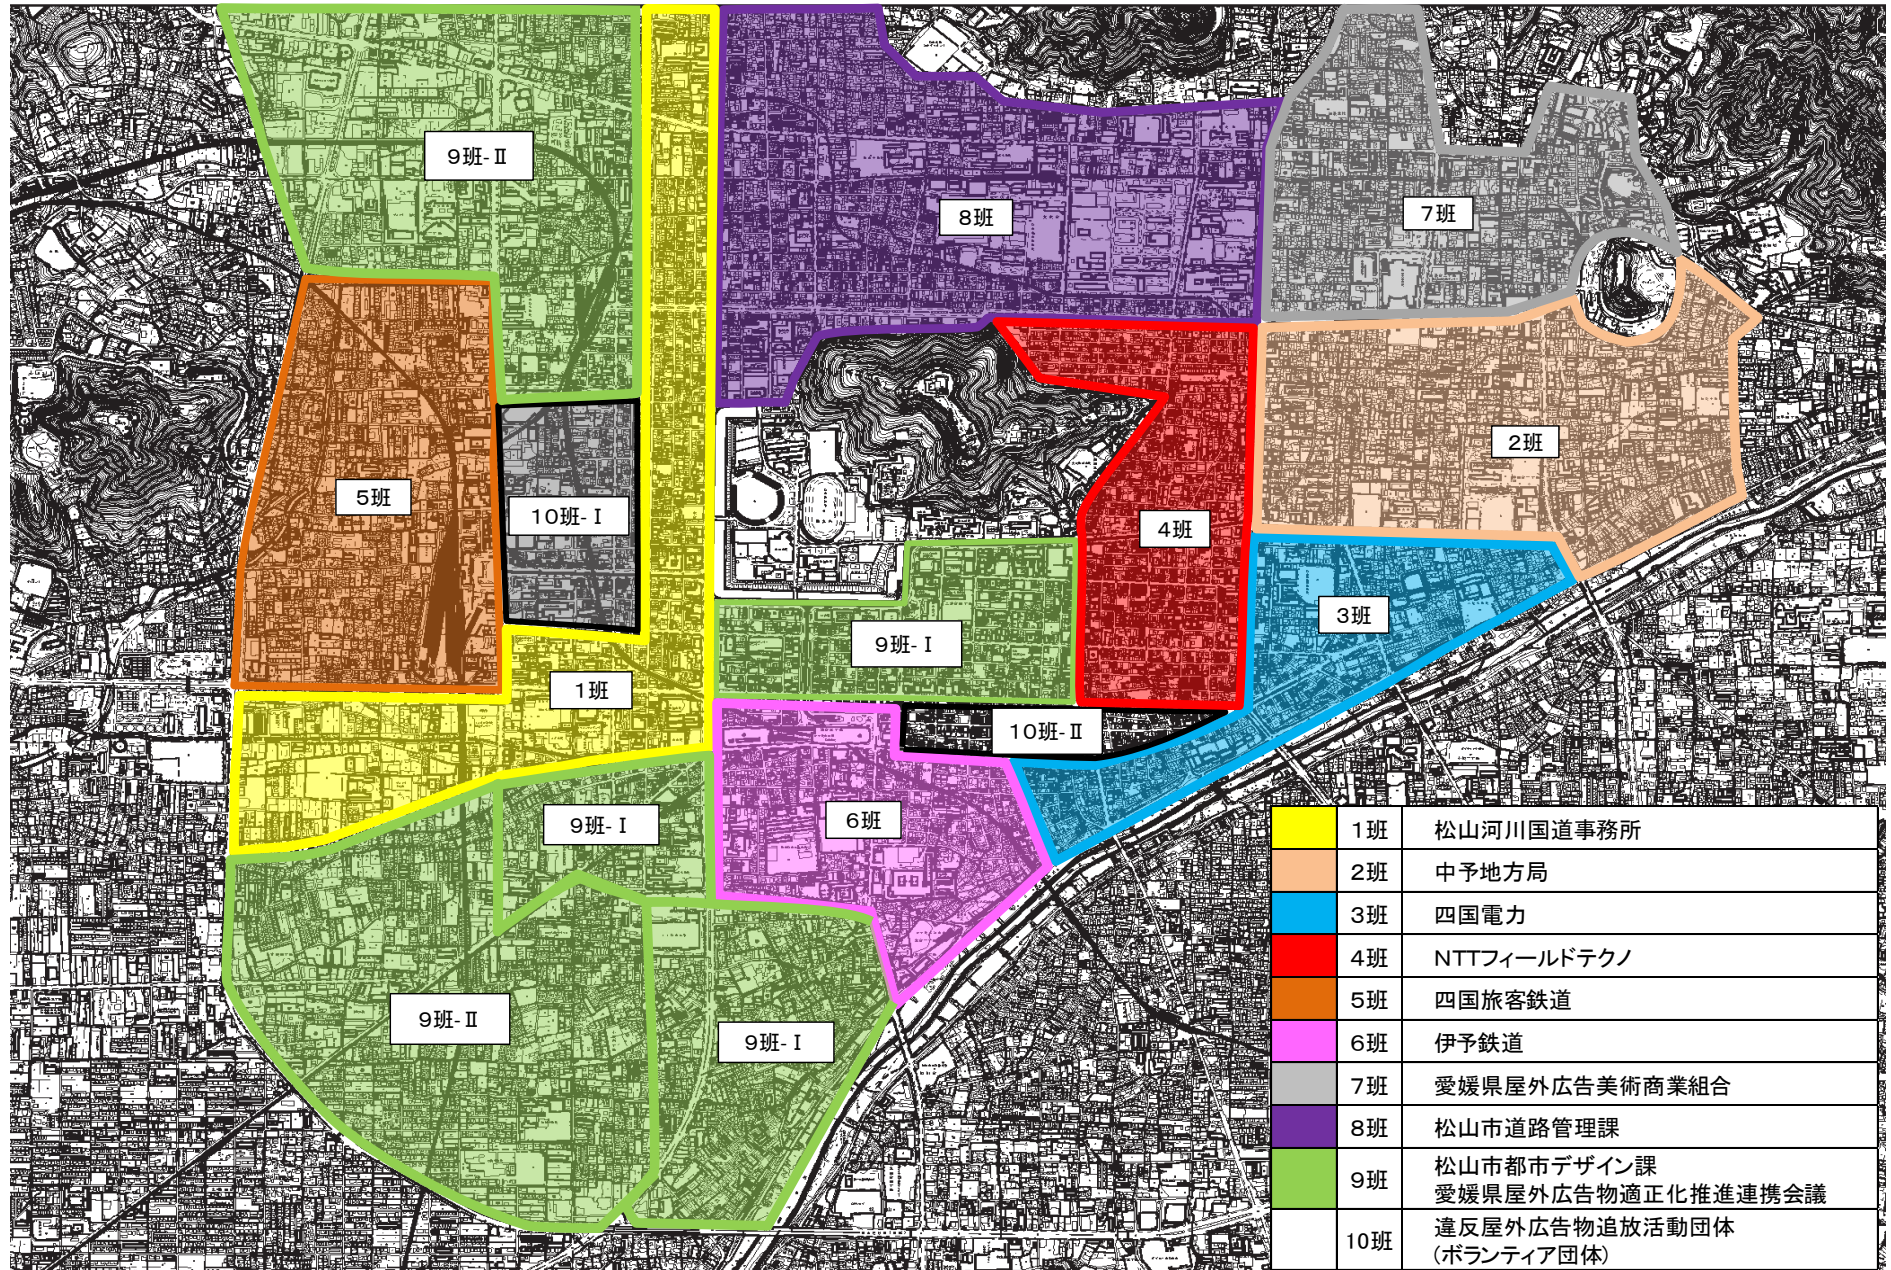 9班-Ⅱ
8班
7班
2班
5班
10班-Ⅰ
4班
3班
9班-Ⅰ
1班
10班-Ⅱ
9班-Ⅰ
6班
9班-Ⅱ
9班-Ⅰ
1班 松山河川国道事務所
2班 中予地方局
3班 四国電力
4班 NTTフィールドテクノ
5班 四国旅客鉄道
6班 伊予鉄道
7班 愛媛県屋外広告美術商業組合
8班 松山市道路管理課
9班 松山市都市デザイン課
愛媛県屋外広告物適正化推進連携会議
10班 違反屋外広告物追放活動団体
(ボランティア団体)